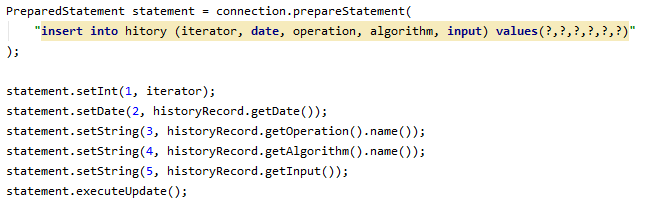 PreparedStatement statement = connection.prepareStatement(
"insert into hitory (iterator, date, operation, algorithm, input) values(?,?,?,?,?,?)"
);
statement.setInt(1, iterator);
statement.setDate(2, historyRecord.getDate());
statement.setString(3, historyRecord.getOperation().name());
statement.setString(4, historyRecord.getAlgorithm().name());
statement.setString(5, historyRecord.getInput());
statement.executeUpdate();